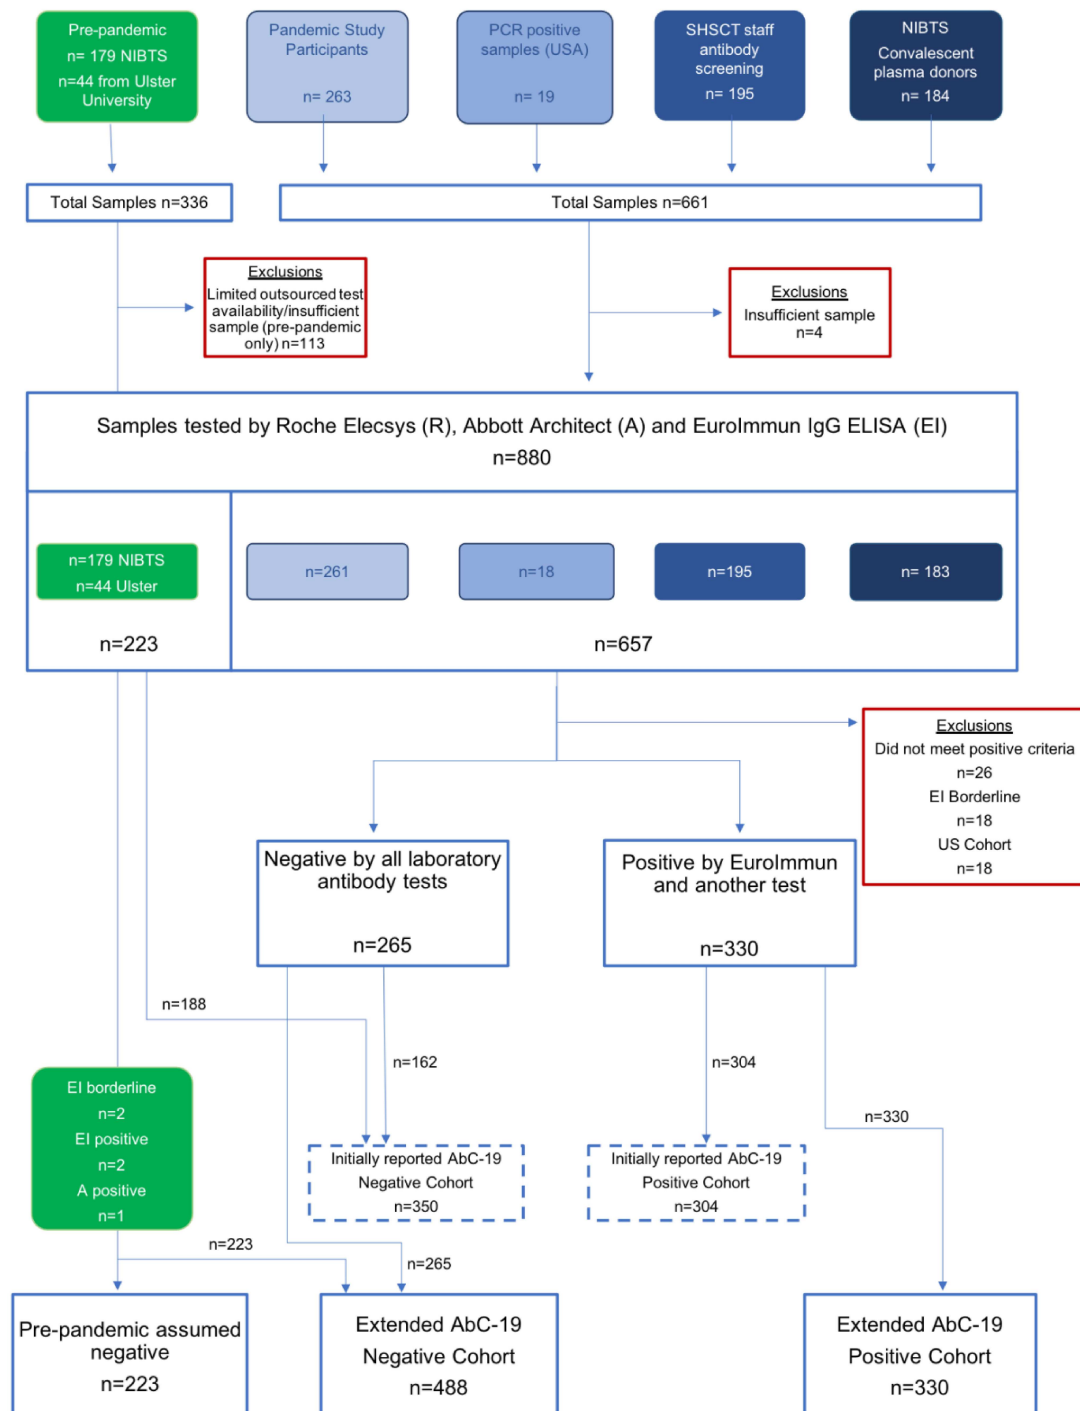 Pre-pandemic
n= 179 NIBTS
n=44 from Ulster
University
Pandemic Study
Participants
n= 263
PCR positive
samples (USA)
n= 19
SHSCT staff
antibody
screening
n= 195
NIBTS
Convalescent
plasma donors
n= 184
Total Samples n=336
Total Samples n=661
Exclusions
Limited outsourced test
availability/insufficient
sample (pre-pandemic
only) n=113
Exclusions
Insufficient sample
n=4
Samples tested by Roche Elecsys (R), Abbott Architect (A) and EuroImmun IgG ELISA (EI)
n=880
n=179 NIBTS
n=44 Ulster
n=261
n=18
n=195
n= 183
n=223
n=657
Exclusions
Did not meet positive criteria
n=26
EI Borderline
n=18
US Cohort
n=18
Negative by all laboratory
antibody tests
n=265
Positive by EuroImmun
and another test
n=330
n=188
n=162
n=304
n=330
EI borderline
n=2
EI positive
n=2
A positive
n=1
Initially reported AbC-19
Negative Cohort
n=350
Initially reported AbC-19
Positive Cohort
n=304
n=223
n=265
Pre-pandemic assumed
negative
n=223
Extended AbC-19
Negative Cohort
n=488
Extended AbC-19
Positive Cohort
n=330